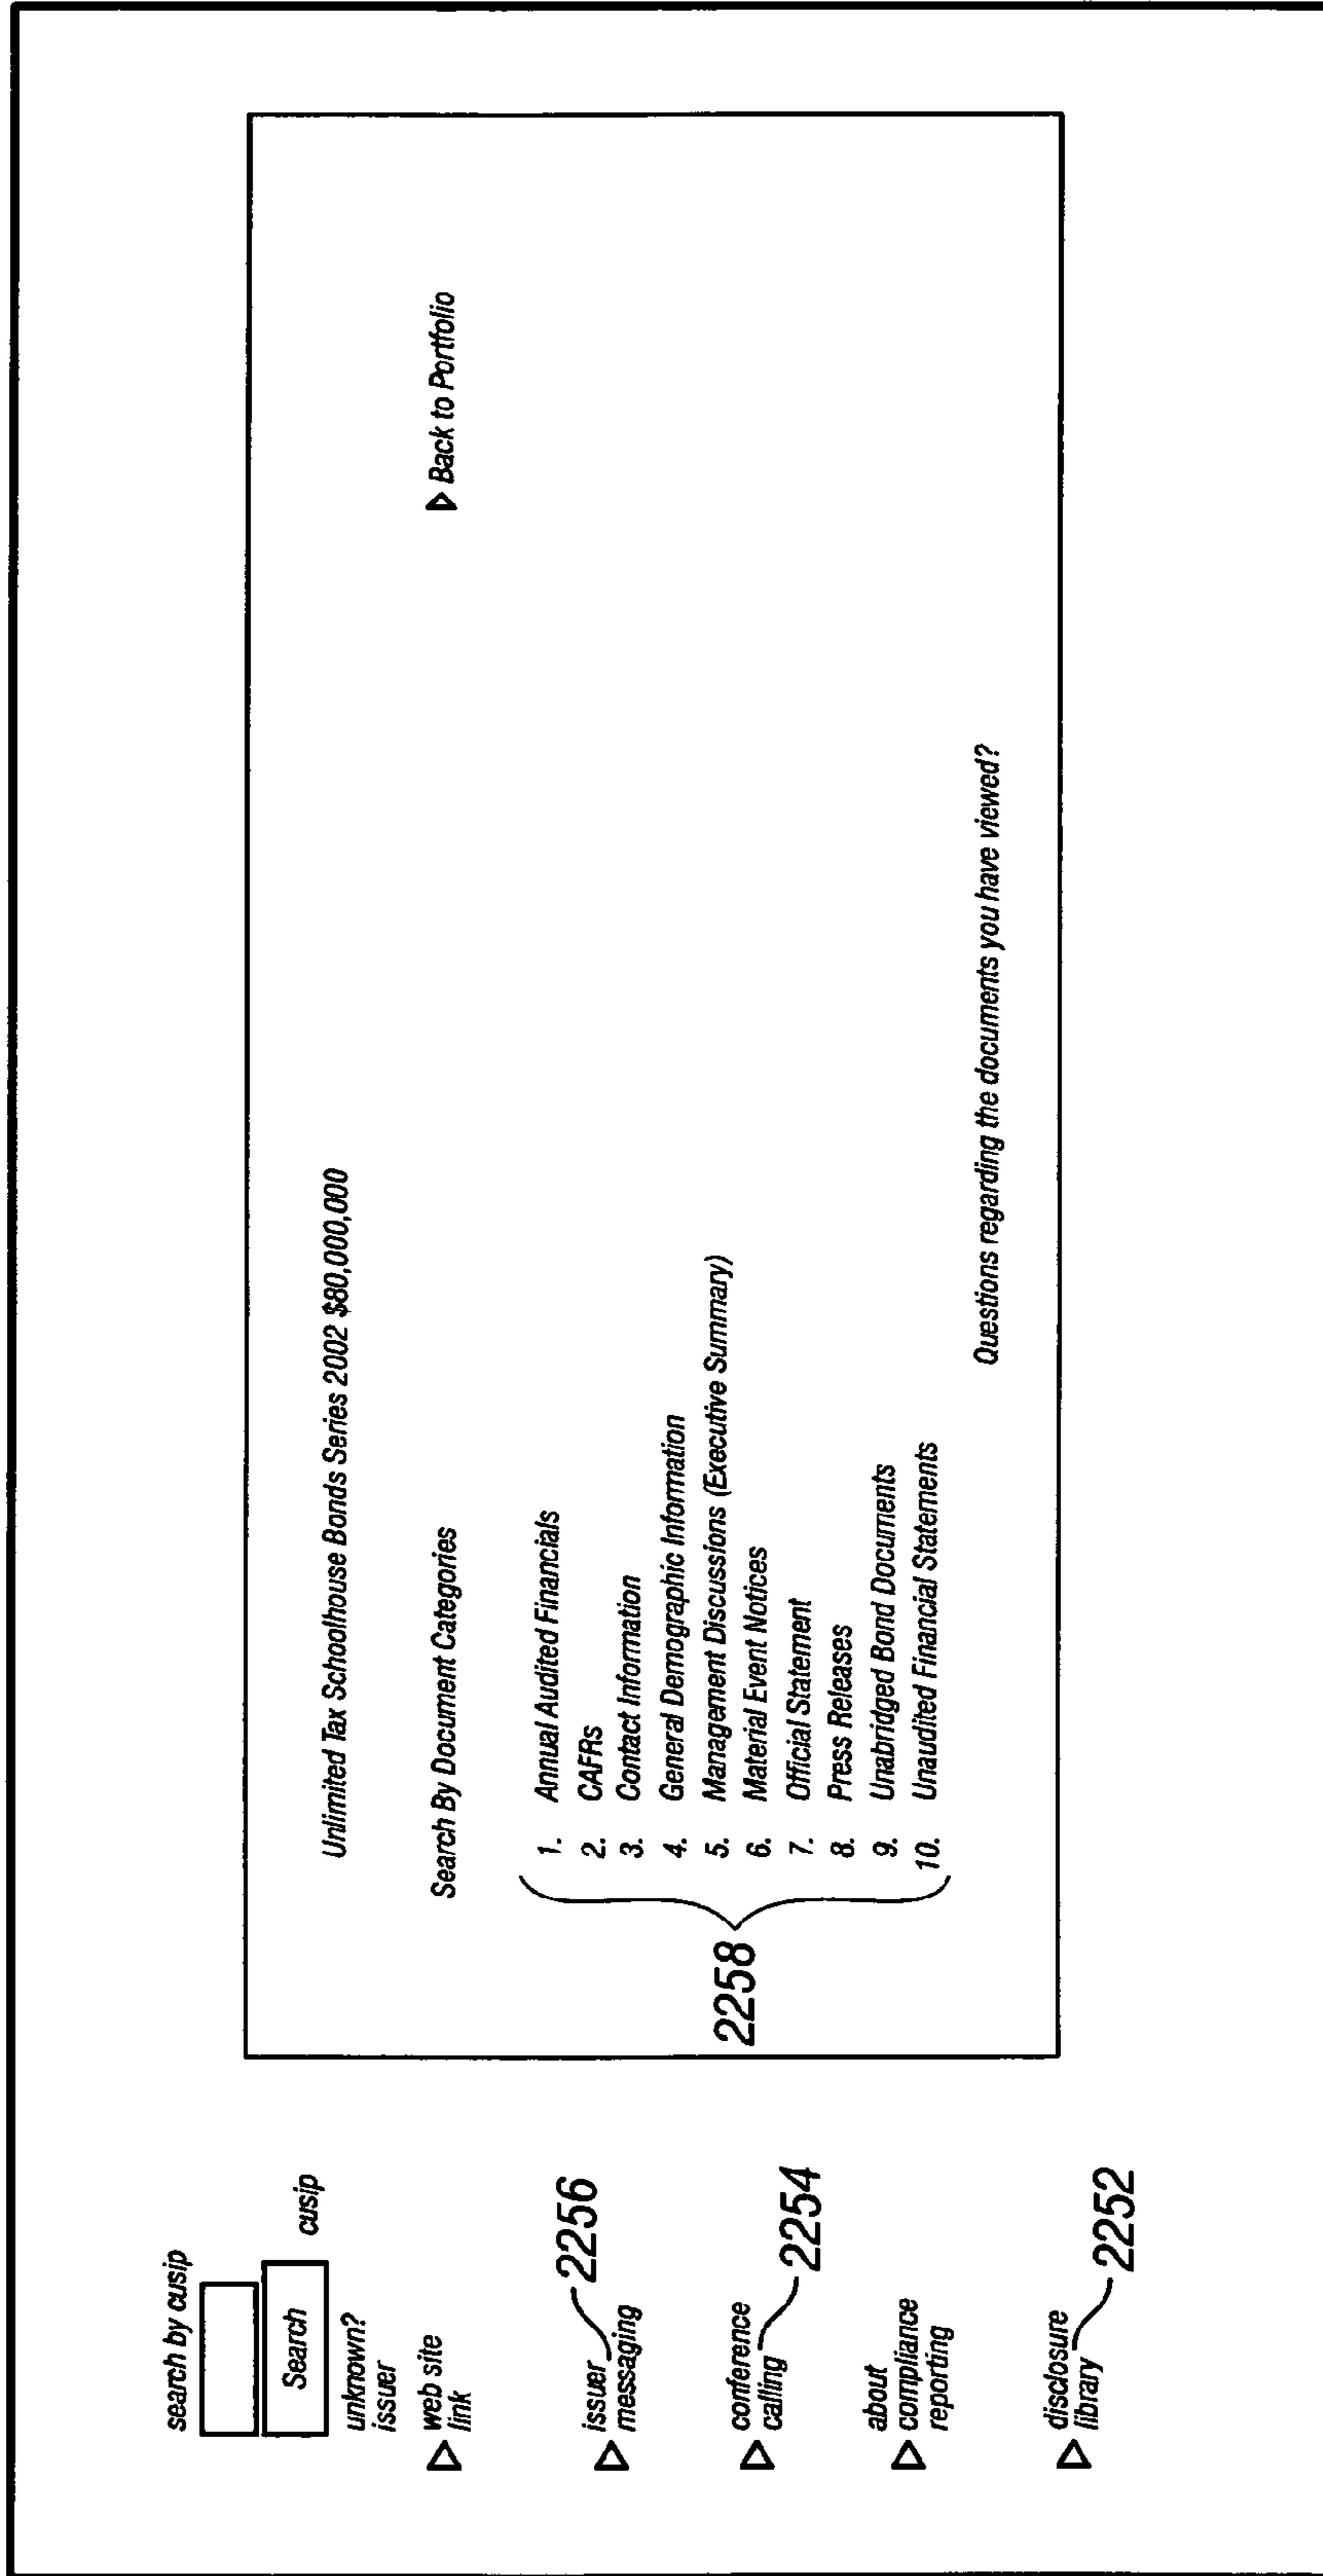 search by cusip
Search
cusip
unknown?
issuer
web site
link
issuer
messaging
2256
conference
calling
2254
about
compliance
reporting
disclosure
library
2252
Unlimited Tax Schoolhouse Bonds Series 2002 $80,000,000
Search By Document Categories
Back to Portfolio
2258
1. Annual Audited Financials
2. CAFRs
3. Contact Information
4. General Demographic Information
5. Management Discussions (Executive Summary)
6. Material Event Notices
7. Official Statement
8. Press Releases
9. Unabridged Bond Documents
10. Unaudited Financial Statements
Questions regarding the documents you have viewed?